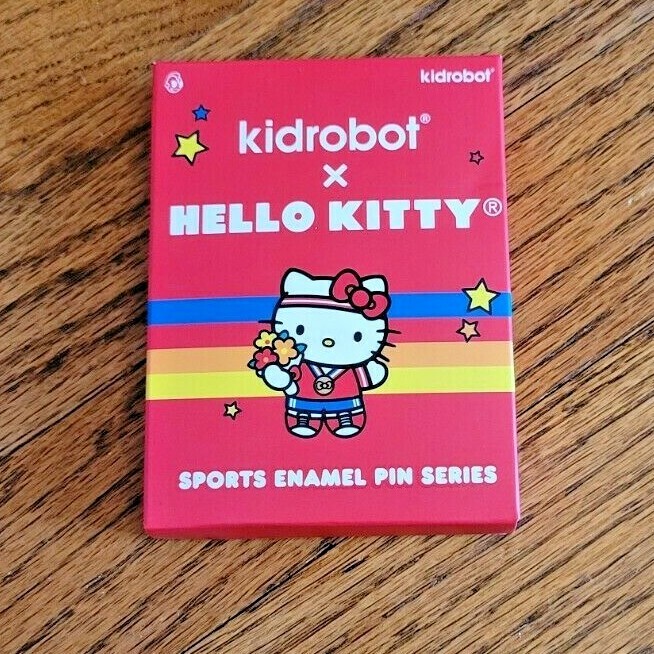 kidrobot®
kidrobot®
×
HELLO KITTY®
SPORTS ENAMEL PIN SERIES